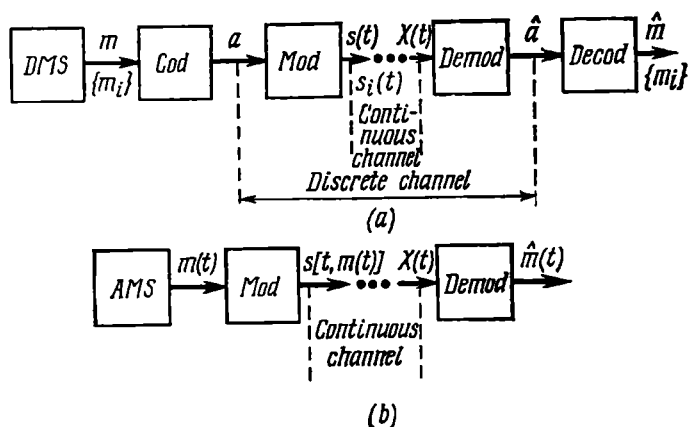 DMS
m
{m_i}
Cod
a
Mod
s(t)
s_i(t)
X(t)
Demod
â
Decod
m̂
{m_i}
Conti-
nuous
channel
Discrete channel
(a)
AMS
m(t)
Mod
s[t, m(t)]
X(t)
Demod
m̂(t)
Continuous
channel
(b)